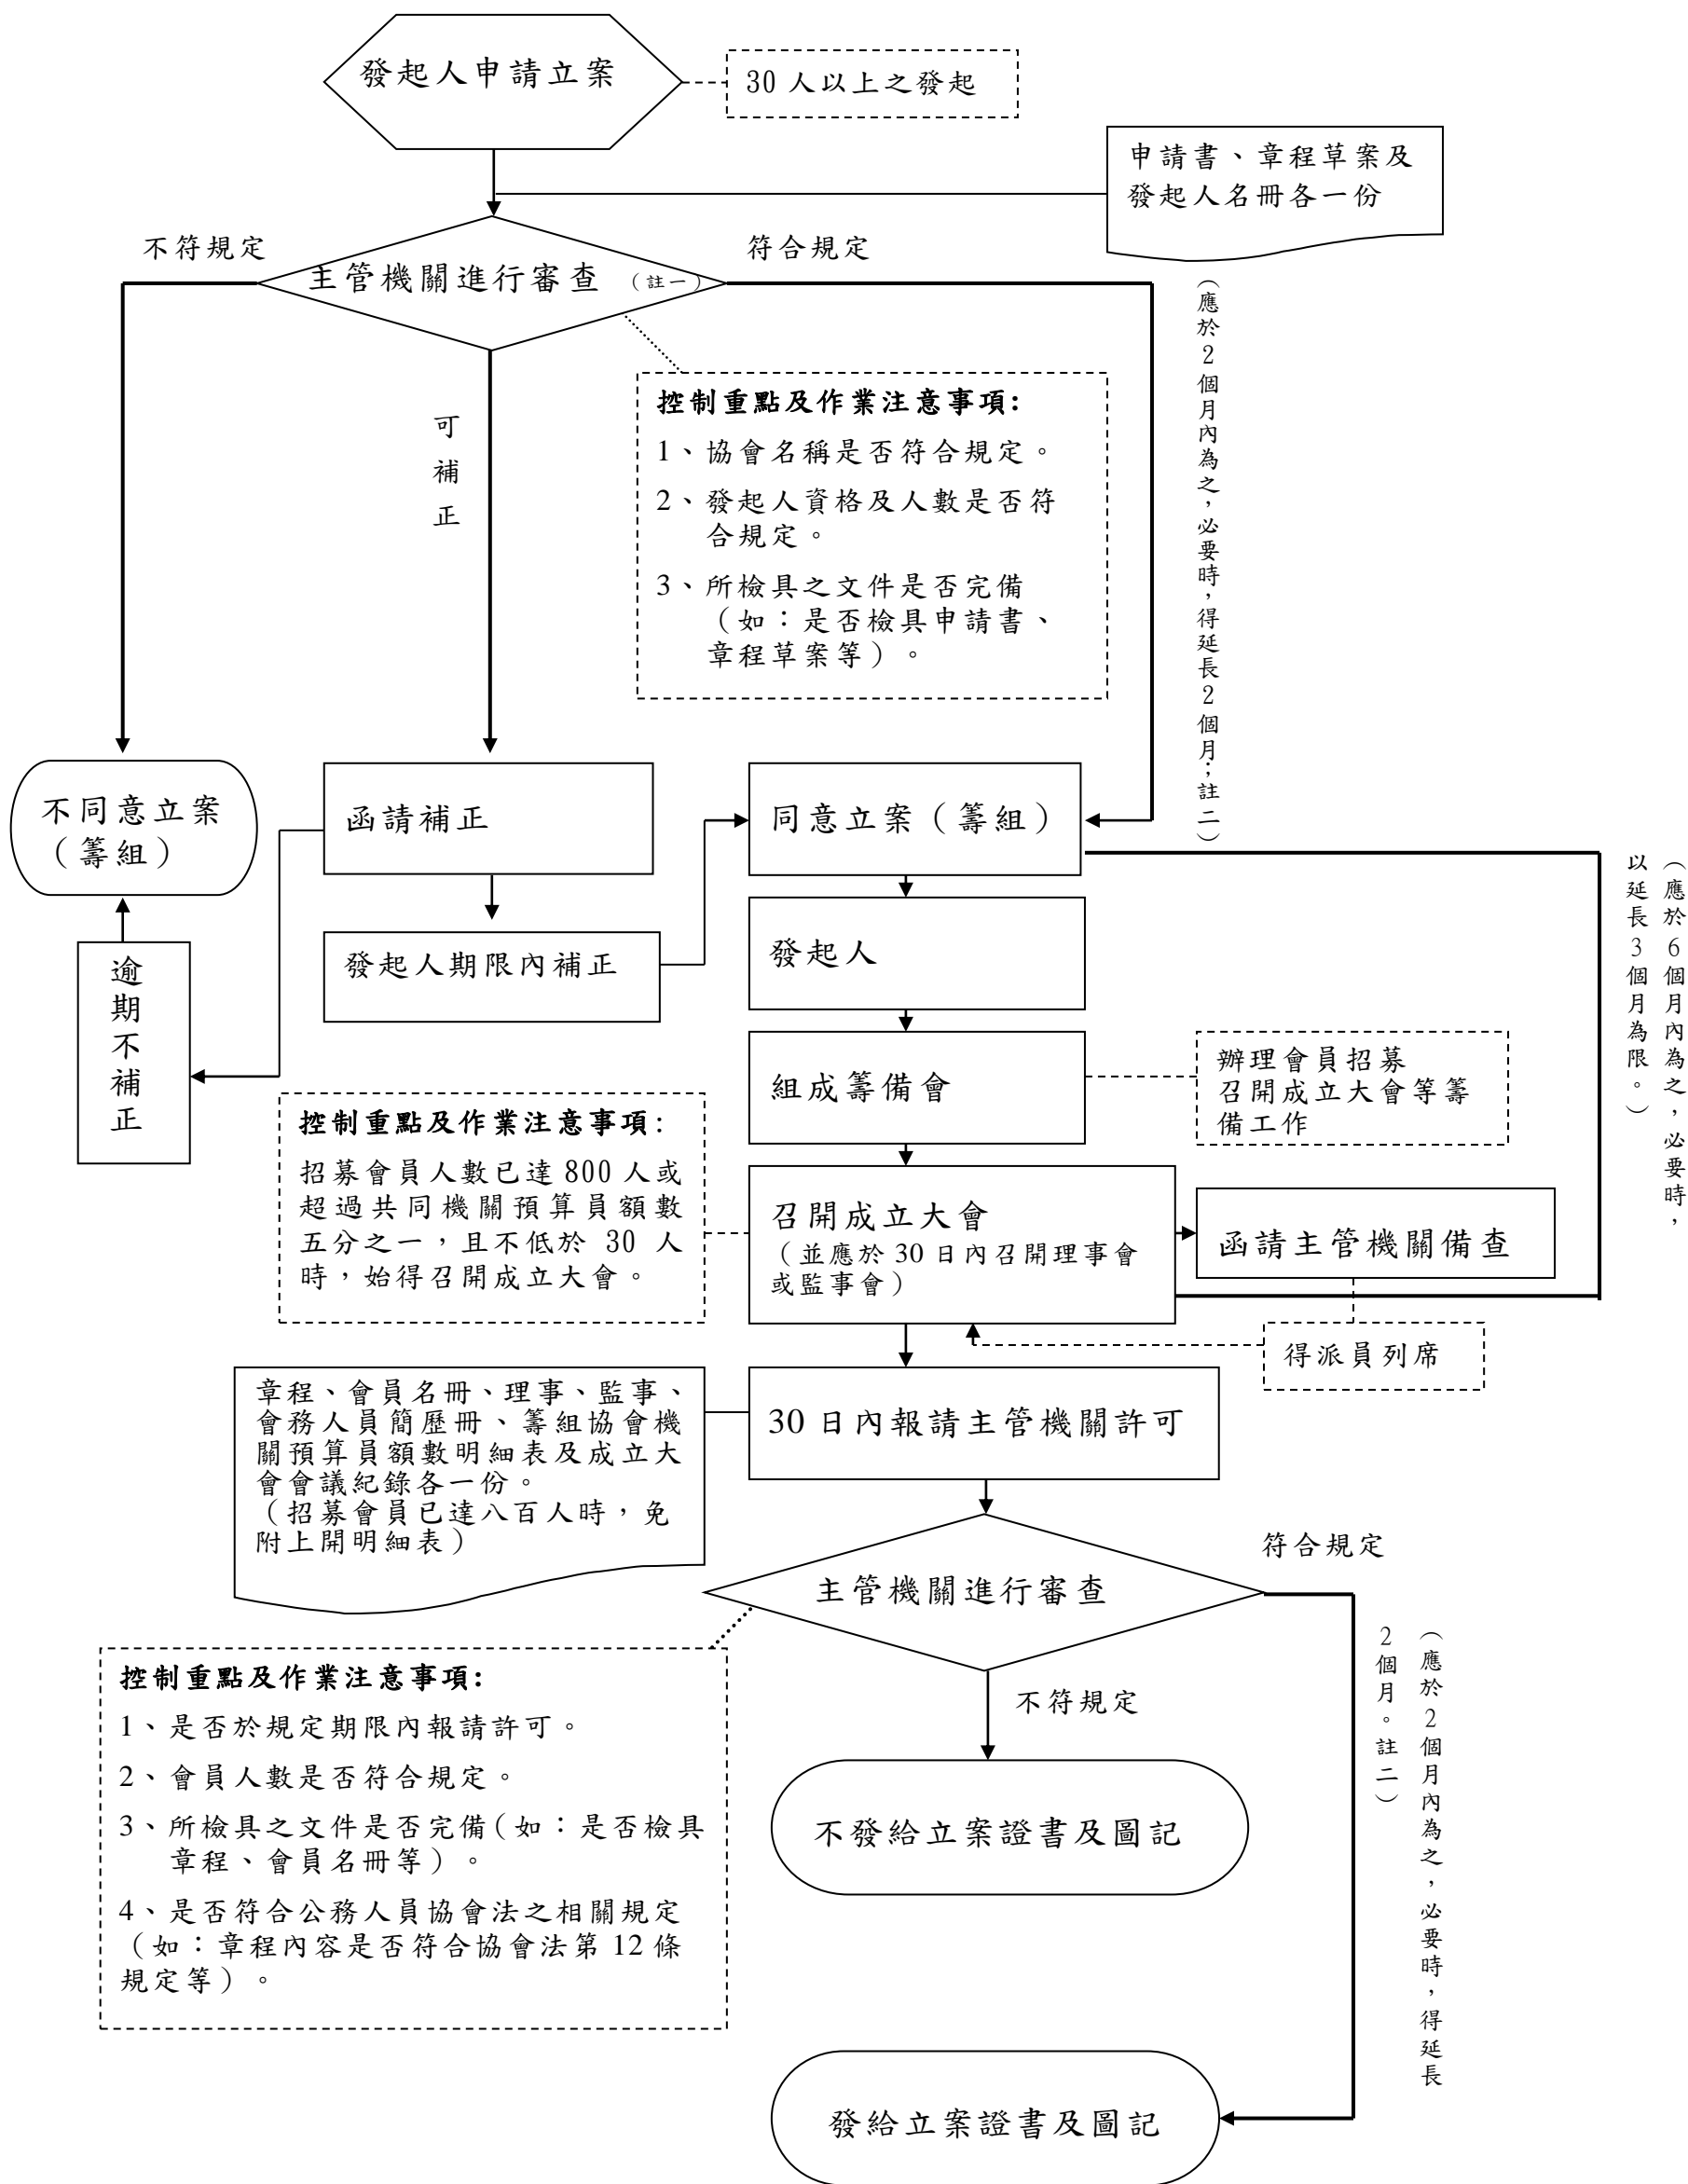 發起人申請立案
30 人以上之發起
申請書、章程草案及
發起人名冊各一份
不符規定
符合規定
主管機關進行審查（註一）
（應於2個月內為之，必要時，得延長2個月；註二）
可補正
控制重點及作業注意事項：
1、協會名稱是否符合規定。
2、發起人資格及人數是否符
合規定。
3、所檢具之文件是否完備
（如：是否檢具申請書、
章程草案等）。
不同意立案
（籌組）
函請補正
同意立案（籌組）
（應於6個月內為之，必要時，
以延長3個月為限。）
發起人期限內補正
發起人
逾期不補正
組成籌備會
辦理會員招募
召開成立大會等籌
備工作
控制重點及作業注意事項：
招募會員人數已達 800 人或
超過共同機關預算員額數
五分之一，且不低於 30 人
時，始得召開成立大會。
召開成立大會
（並應於 30 日內召開理事會
或監事會）
函請主管機關備查
得派員列席
章程、會員名冊、理事、監事、
會務人員簡歷冊、籌組協會機
關預算員額數明細表及成立大
會會議紀錄各一份。
（招募會員已達八百人時，免
附上開明細表）
30 日內報請主管機關許可
主管機關進行審查
符合規定
（應於2個月內為之，必要時，得延長
2個月。註二）
不符規定
控制重點及作業注意事項：
1、是否於規定期限內報請許可。
2、會員人數是否符合規定。
3、所檢具之文件是否完備（如：是否檢具
章程、會員名冊等）。
4、是否符合公務人員協會法之相關規定
（如：章程內容是否符合協會法第 12 條
規定等）。
不發給立案證書及圖記
發給立案證書及圖記